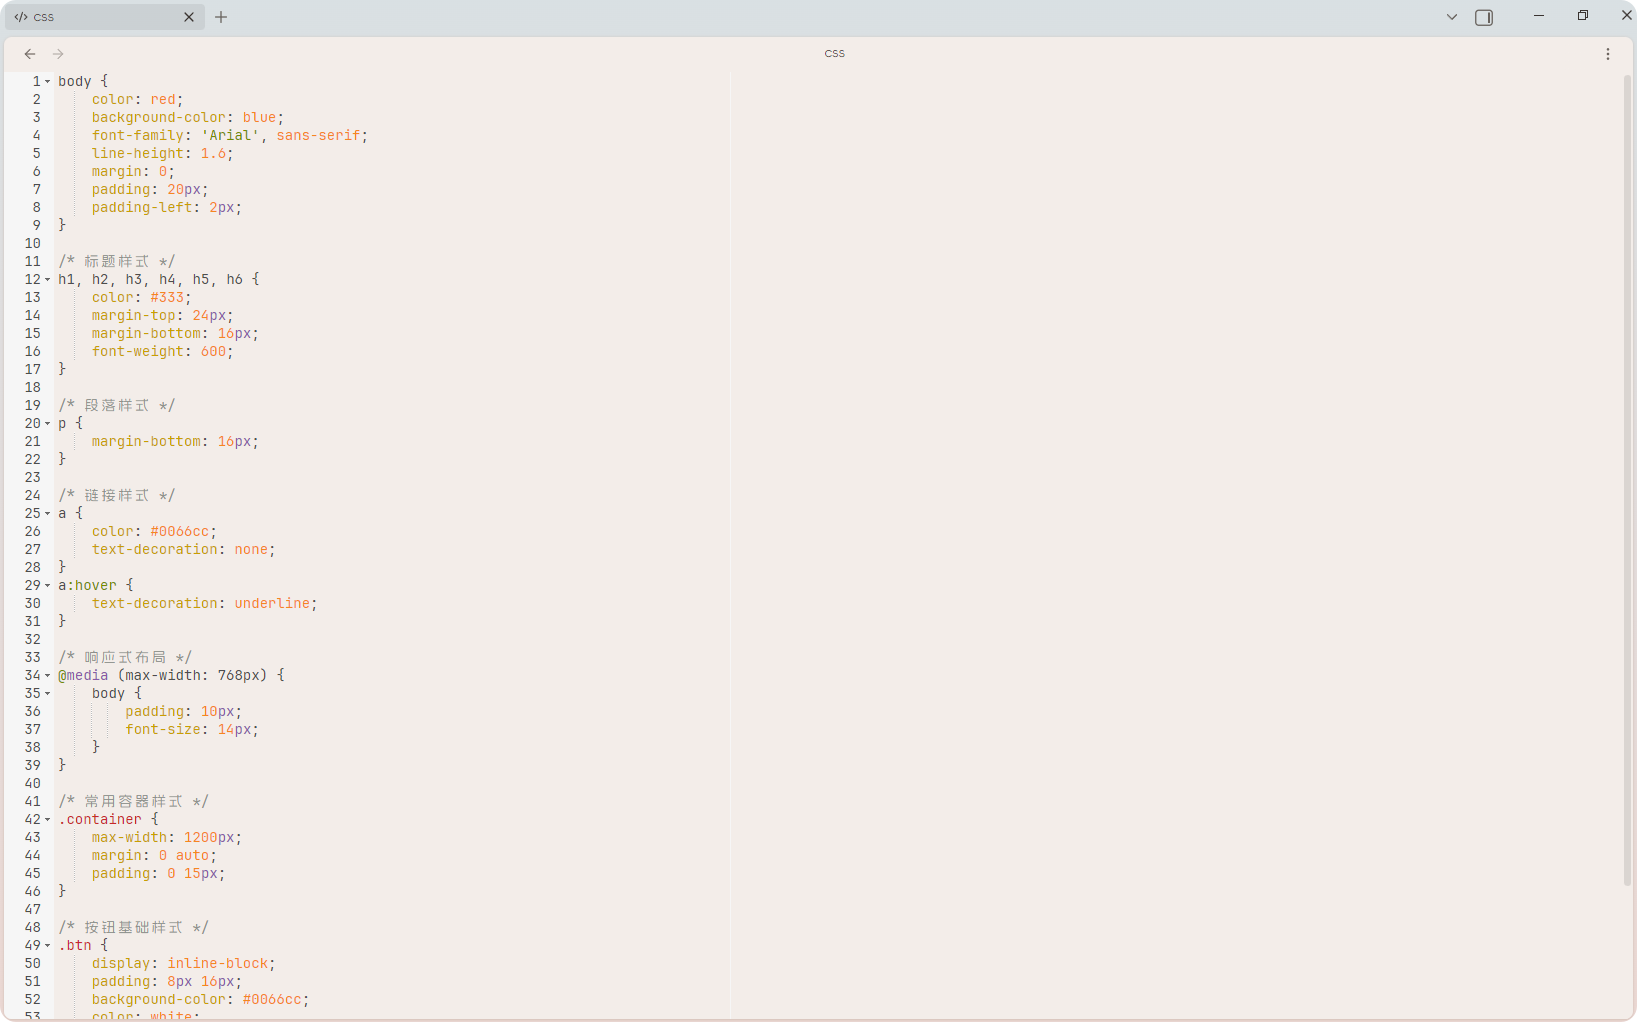 CSS
CSS
1 body {
2 color: red;
3 background-color: blue;
4 font-family: 'Arial', sans-serif;
5 line-height: 1.6;
6 margin: 0;
7 padding: 20px;
8 padding-left: 2px;
9 }
10
11 /* 标题样式 */
12 h1, h2, h3, h4, h5, h6 {
13 color: #333;
14 margin-top: 24px;
15 margin-bottom: 16px;
16 font-weight: 600;
17 }
18
19 /* 段落样式 */
20 p {
21 margin-bottom: 16px;
22 }
23
24 /* 链接样式 */
25 a {
26 color: #0066cc;
27 text-decoration: none;
28 }
29 a:hover {
30 text-decoration: underline;
31 }
32
33 /* 响应式布局 */
34 @media (max-width: 768px) {
35 body {
36 padding: 10px;
37 font-size: 14px;
38 }
39 }
40
41 /* 常用容器样式 */
42 .container {
43 max-width: 1200px;
44 margin: 0 auto;
45 padding: 0 15px;
46 }
47
48 /* 按钮基础样式 */
49 .btn {
50 display: inline-block;
51 padding: 8px 16px;
52 background-color: #0066cc;
53 color: white;